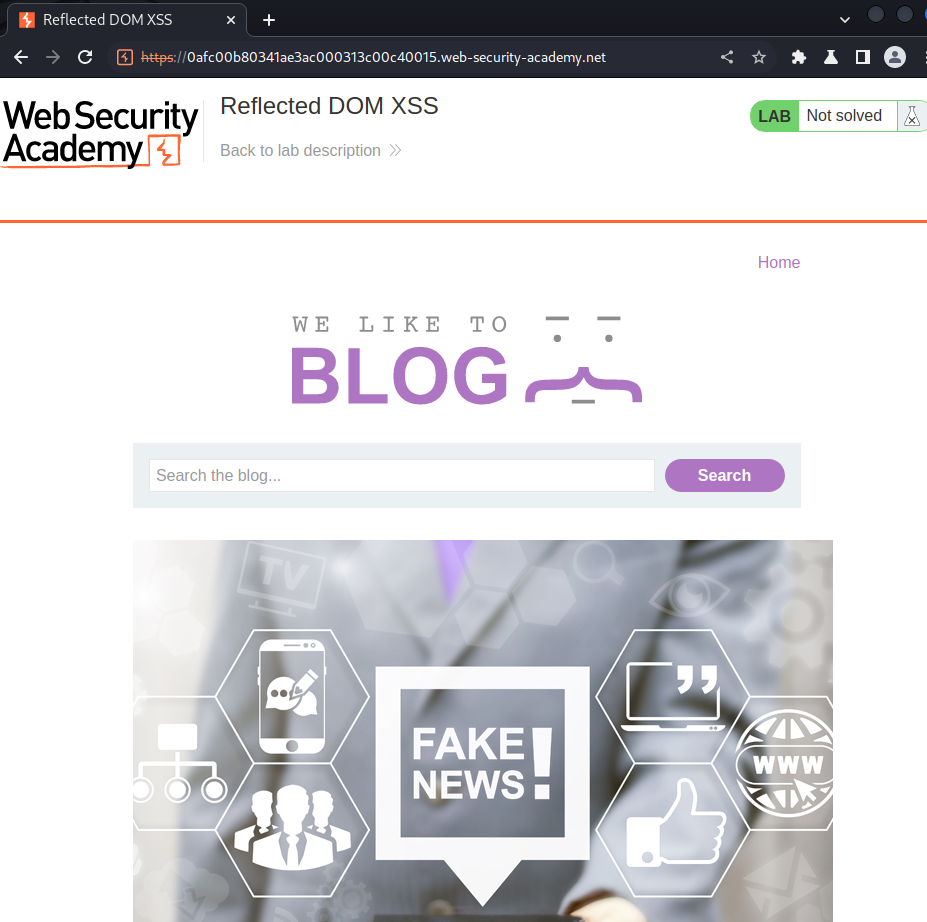 Reflected DOM XSS
https://0afc00b80341ae3ac000313c00c40015.web-security-academy.net
Web Security
Academy
Reflected DOM XSS
Back to lab description
LAB Not solved
Home
WE LIKE TO
BLOG
Search the blog...
Search
TV
FAKE
NEWS!
WWW